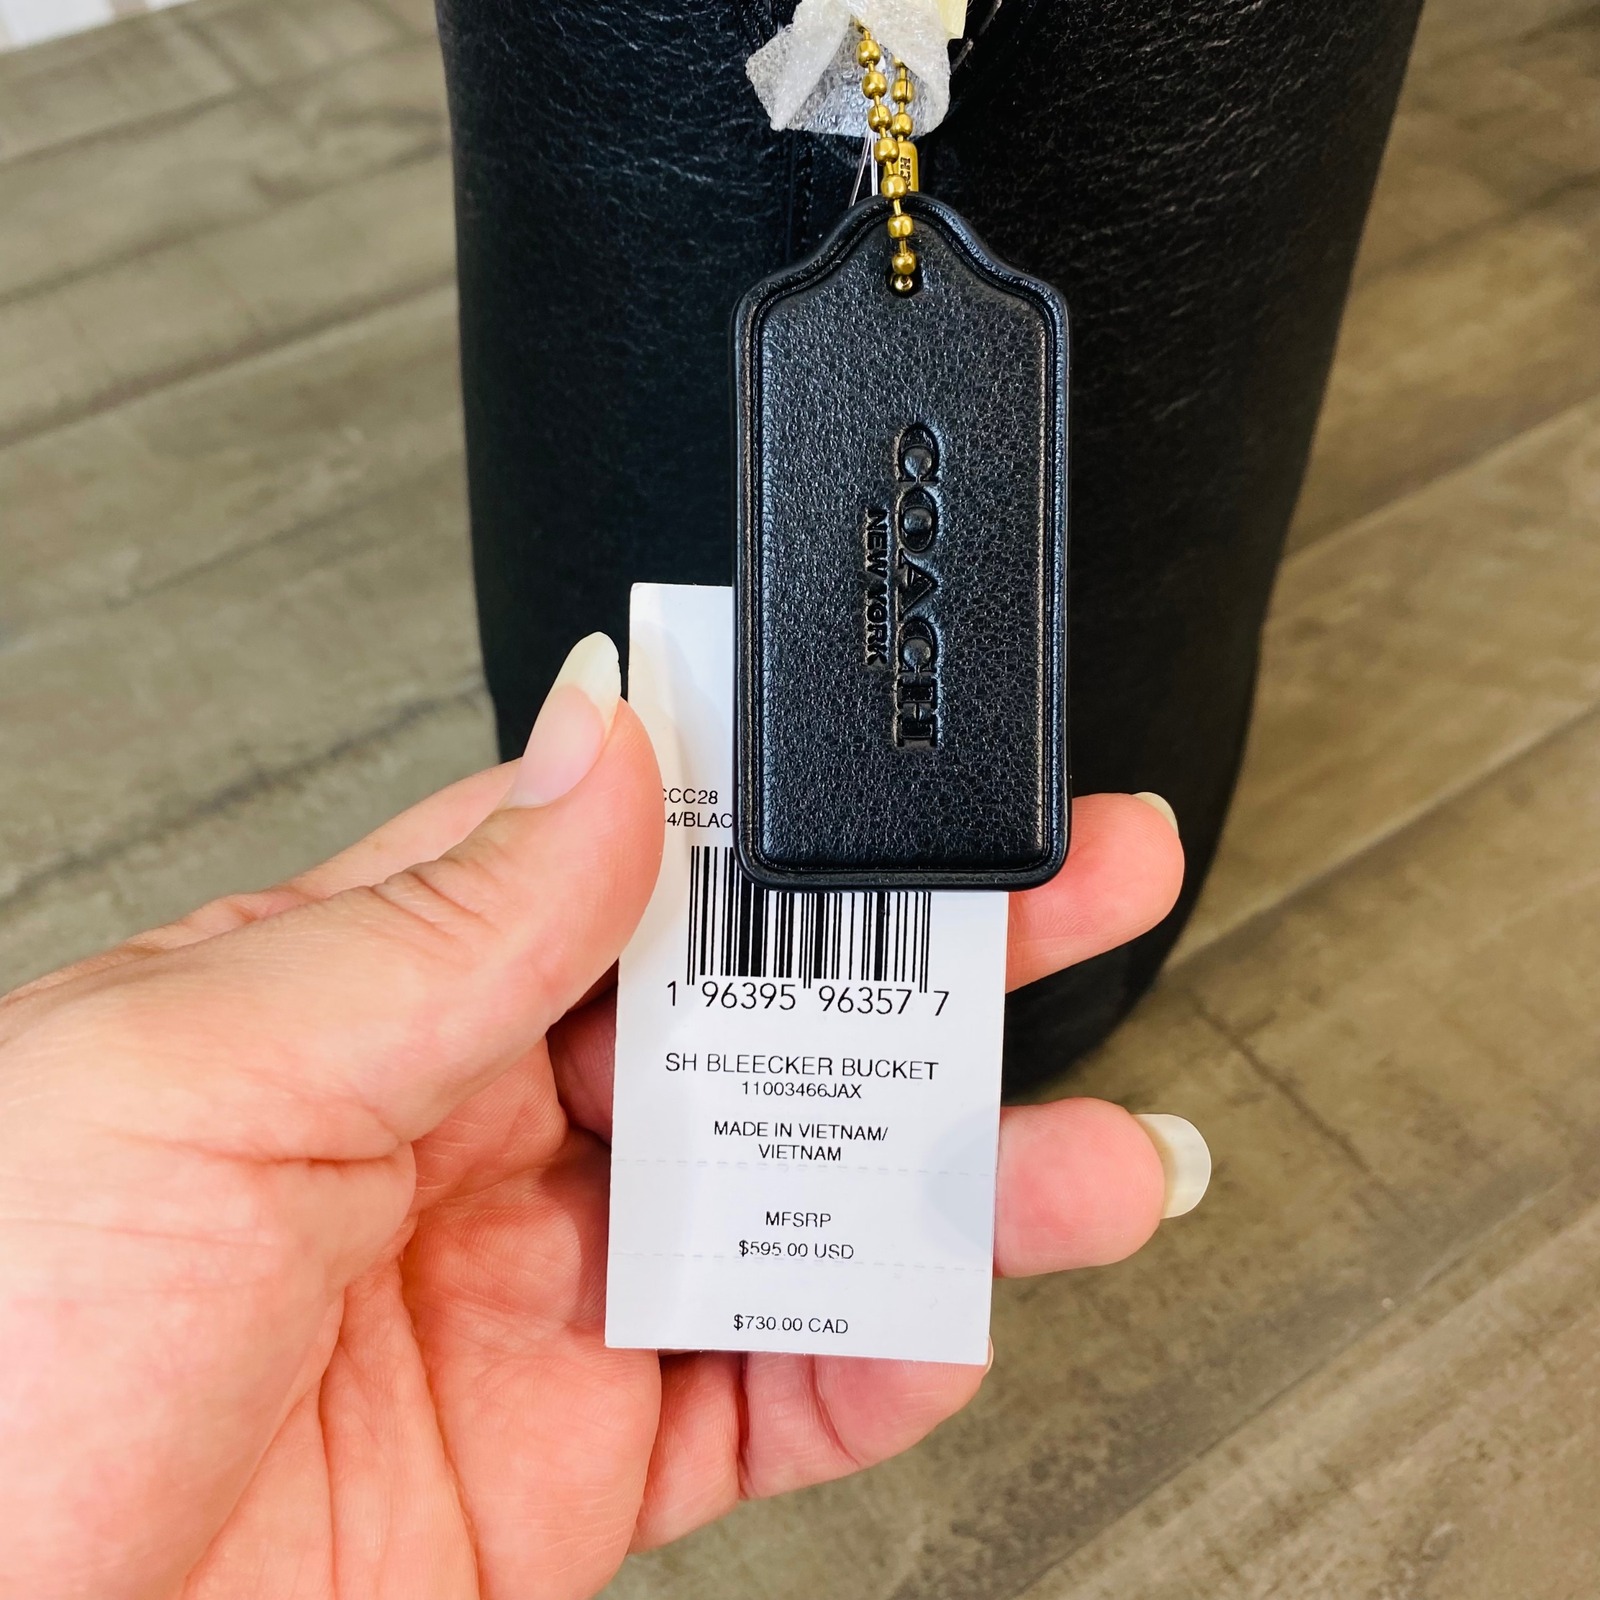 COACH
NEW YORK
CCC28
4/BLAC
1 96395 96357 7
SH BLEECKER BUCKET
11003466JAX
MADE IN VIETNAM/
VIETNAM
MFSRP
$595.00 USD
$730.00 CAD